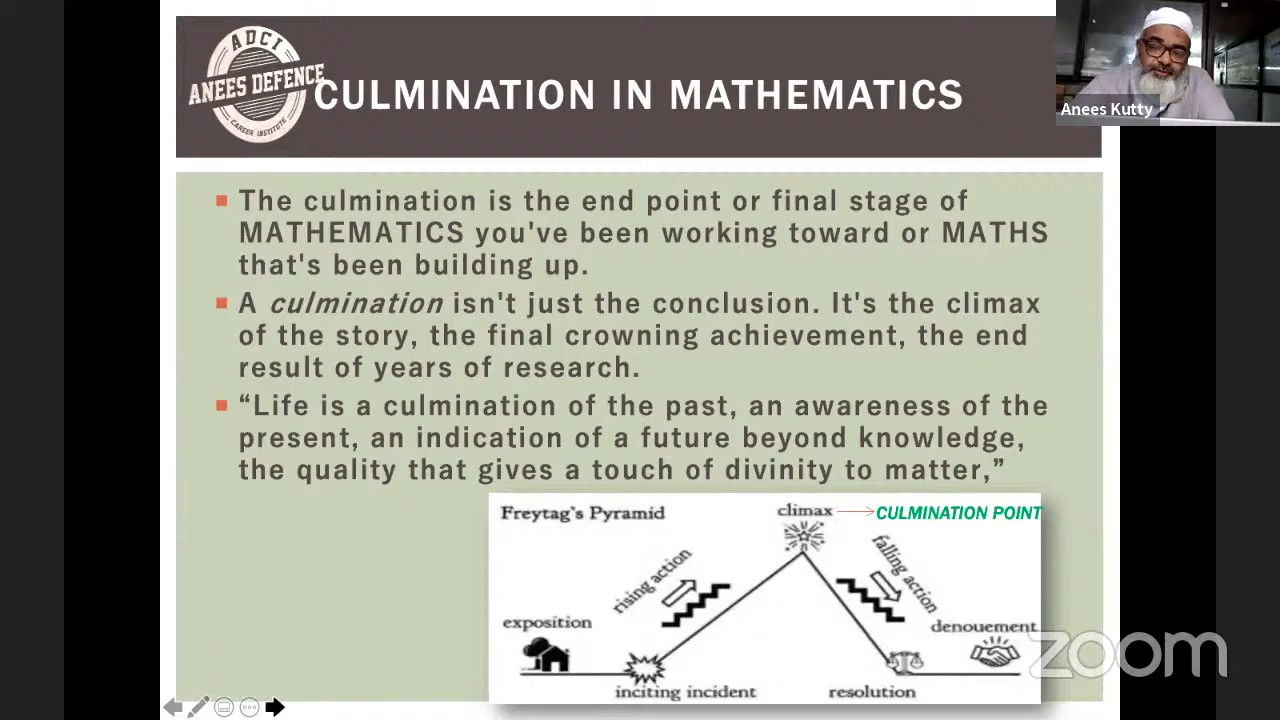 ADCI
ANEES DEFENCE
CAREER INSTITUTE
CULMINATION IN MATHEMATICS
Anees Kutty
The culmination is the end point or final stage of
MATHEMATICS you've been working toward or MATHS
that's been building up.
A culmination isn't just the conclusion. It's the climax
of the story, the final crowning achievement, the end
result of years of research.
“Life is a culmination of the past, an awareness of the
present, an indication of a future beyond knowledge,
the quality that gives a touch of divinity to matter,”
Freytag's Pyramid
climax
CULMINATION POINT
rising action
falling action
exposition
denouement
inciting incident
resolution
zoom